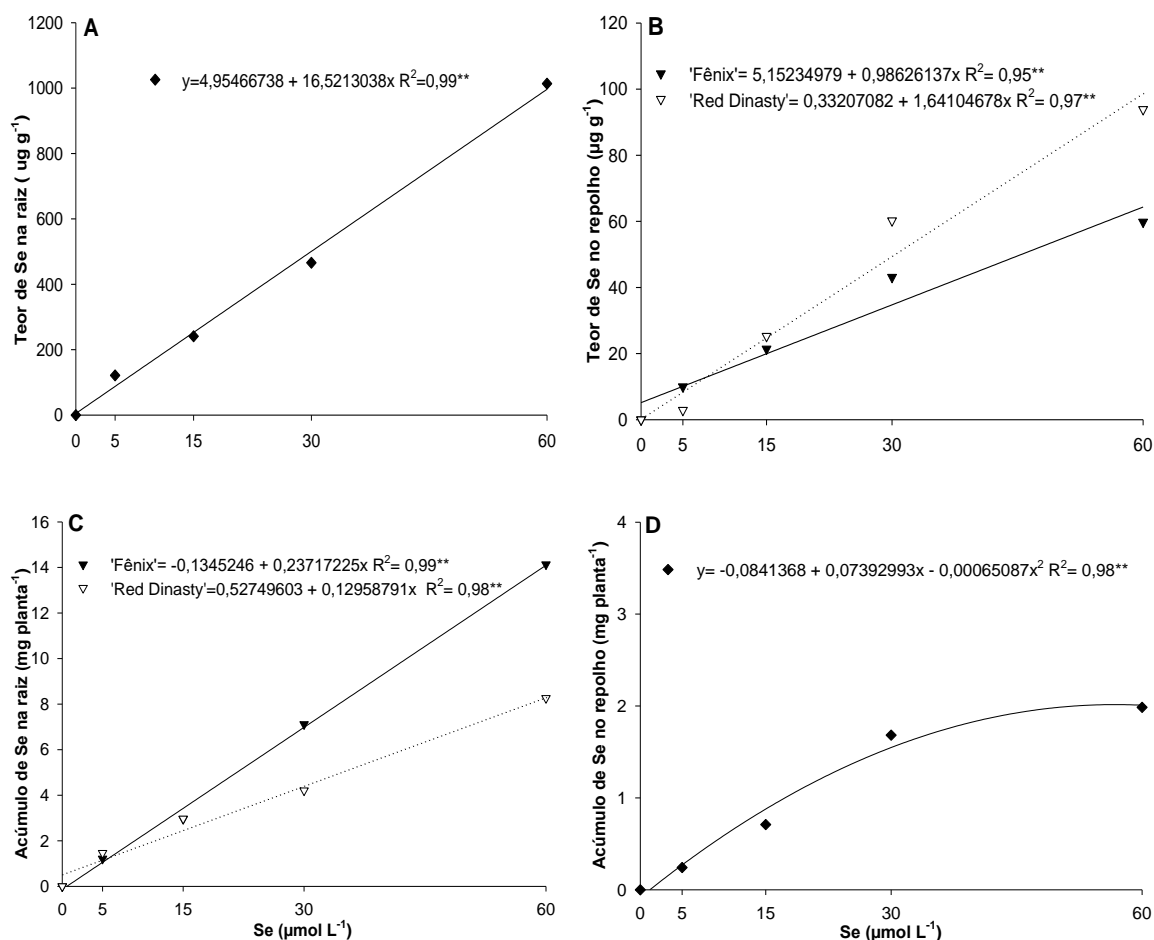 A
1200
1000
800
600
400
200
0
Teor de Se na raiz ( ug g-1)
y=4,95466738 + 16,5213038x R2=0,99**
0 5 15 30 60
B
120
100
80
60
40
20
0
Teor de Se no repolho (µg g-1)
'Fênix'= 5,15234979 + 0,98626137x R2= 0,95**
'Red Dinasty'= 0,33207082 + 1,64104678x R2= 0,97**
0 5 15 30 60
C
16
14
12
10
8
6
4
2
0
Acúmulo de Se na raiz (mg planta-1)
'Fênix'= -0,1345246 + 0,23717225x R2= 0,99**
'Red Dinasty'=0,52749603 + 0,12958791x R2= 0,98**
0 5 15 30 60
Se (µmol L-1)
D
4
3
2
1
0
Acúmulo de Se no repolho (mg planta-1)
y= -0,0841368 + 0,07392993x - 0,00065087x2 R2= 0,98**
0 5 15 30 60
Se (µmol L-1)